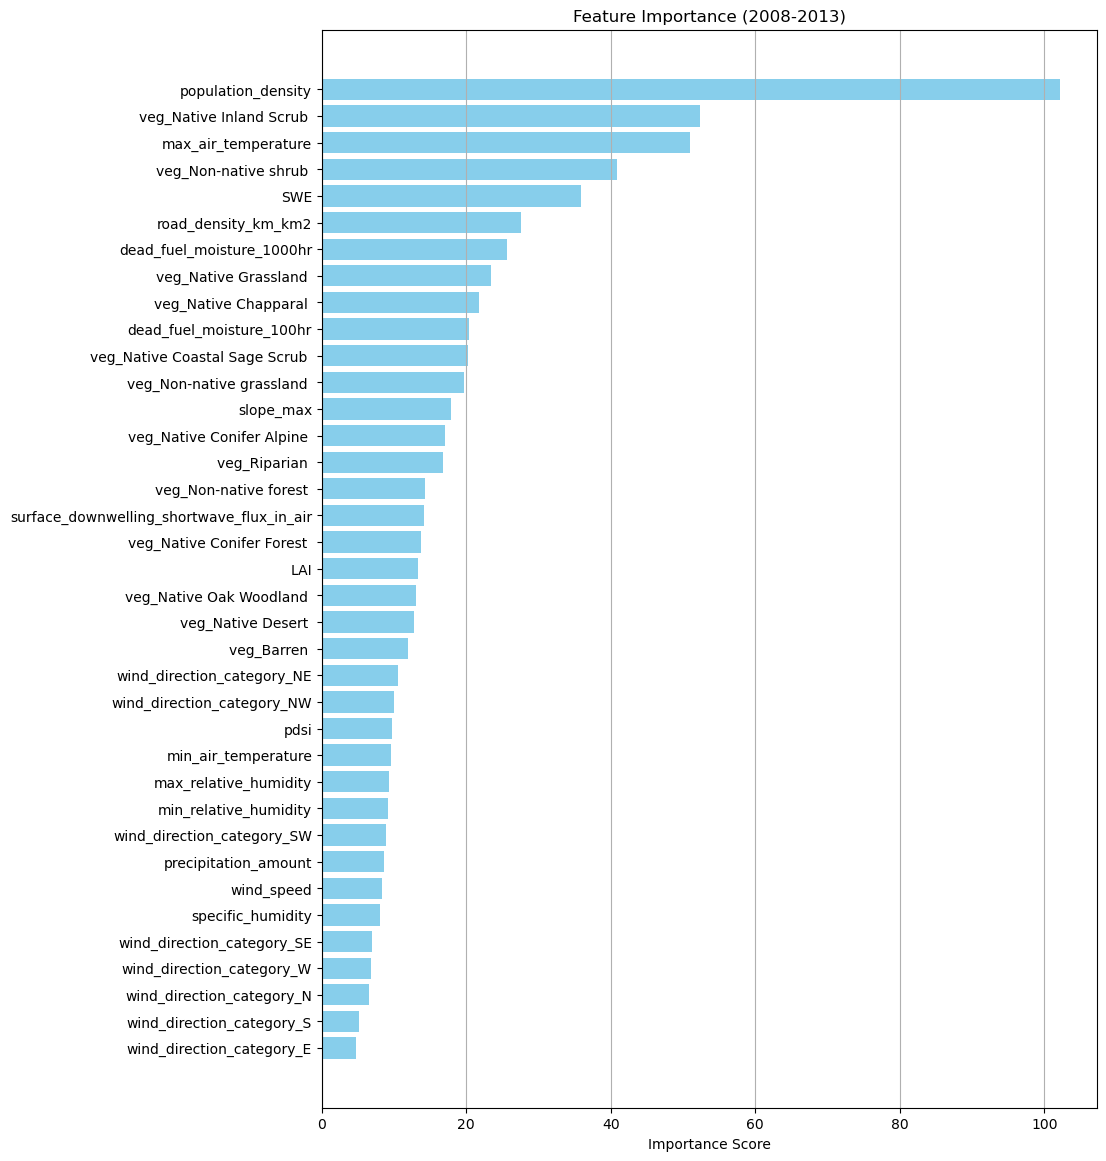 Feature Importance (2008-2013)
population_density
veg_Native Inland Scrub
max_air_temperature
veg_Non-native shrub
SWE
road_density_km_km2
dead_fuel_moisture_1000hr
veg_Native Grassland
veg_Native Chapparal
dead_fuel_moisture_100hr
veg_Native Coastal Sage Scrub
veg_Non-native grassland
slope_max
veg_Native Conifer Alpine
veg_Riparian
veg_Non-native forest
surface_downwelling_shortwave_flux_in_air
veg_Native Conifer Forest
LAI
veg_Native Oak Woodland
veg_Native Desert
veg_Barren
wind_direction_category_NE
wind_direction_category_NW
pdsi
min_air_temperature
max_relative_humidity
min_relative_humidity
wind_direction_category_SW
precipitation_amount
wind_speed
specific_humidity
wind_direction_category_SE
wind_direction_category_W
wind_direction_category_N
wind_direction_category_S
wind_direction_category_E
0 20 40 60 80 100
Importance Score